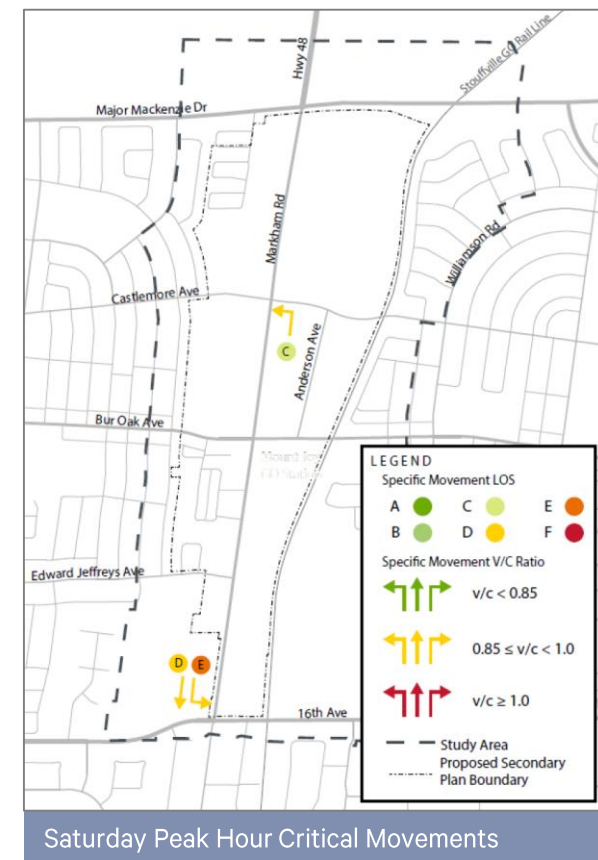 Hwy 48
Stouffville GO Rail Line
Major Mackenzie Dr
Markham Rd
Williamson Rd
Castlemore Ave
C
Anderson Ave
Bur Oak Ave
LEGEND
Specific Movement LOS
A C E
B D F
Specific Movement V/C Ratio
v/c < 0.85
0.85 ≤ v/c < 1.0
v/c ≥ 1.0
Study Area
Proposed Secondary
Plan Boundary
Edward Jeffreys Ave
D E
16th Ave
Saturday Peak Hour Critical Movements